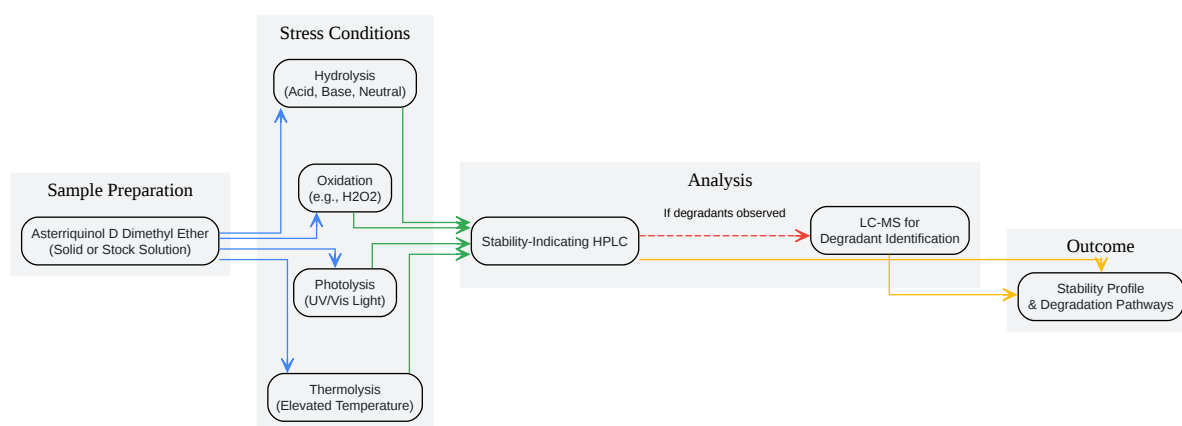 Stress Conditions
Hydrolysis
(Acid, Base, Neutral)
Oxidation
(e.g., H2O2)
Photolysis
(UV/Vis Light)
Thermolysis
(Elevated Temperature)
Sample Preparation
Asterriquinol D Dimethyl Ether
(Solid or Stock Solution)
Analysis
Stability-Indicating HPLC
If degradants observed
LC-MS for
Degradant Identification
Outcome
Stability Profile
& Degradation Pathways